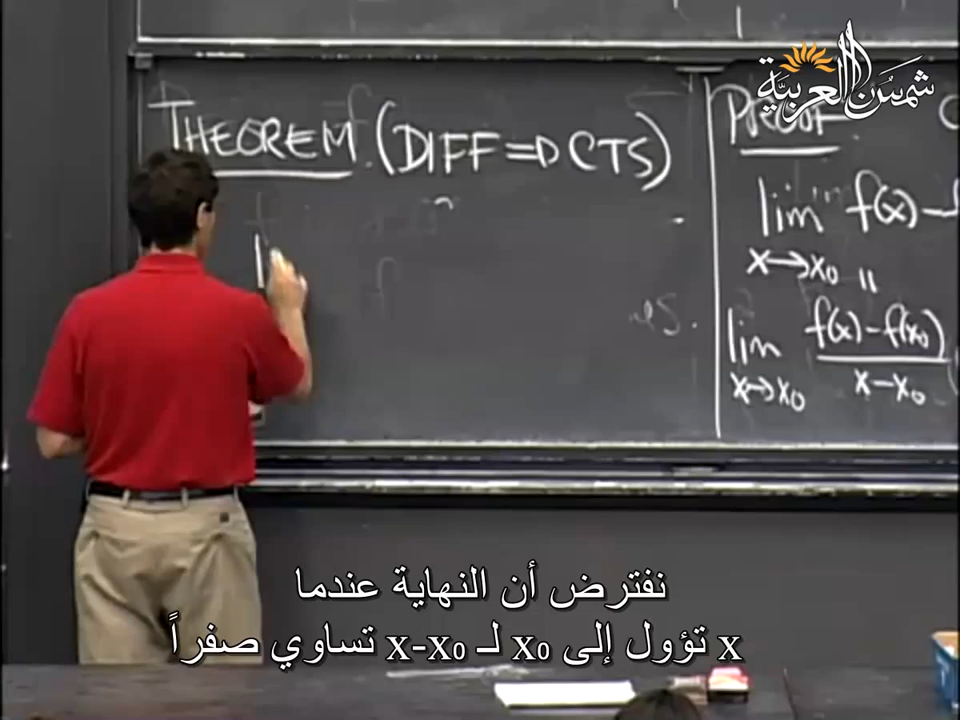 شمس العربية
THEOREM (DIFF ⇒ CTS)
PROOF:
lim f(x) –
x→x₀
=
lim f(x) – f(x₀) / x – x₀
x→x₀
نفترض أن النهاية عندما
x تؤول إلى x₀ لـ x-x₀ تساوي صفراً